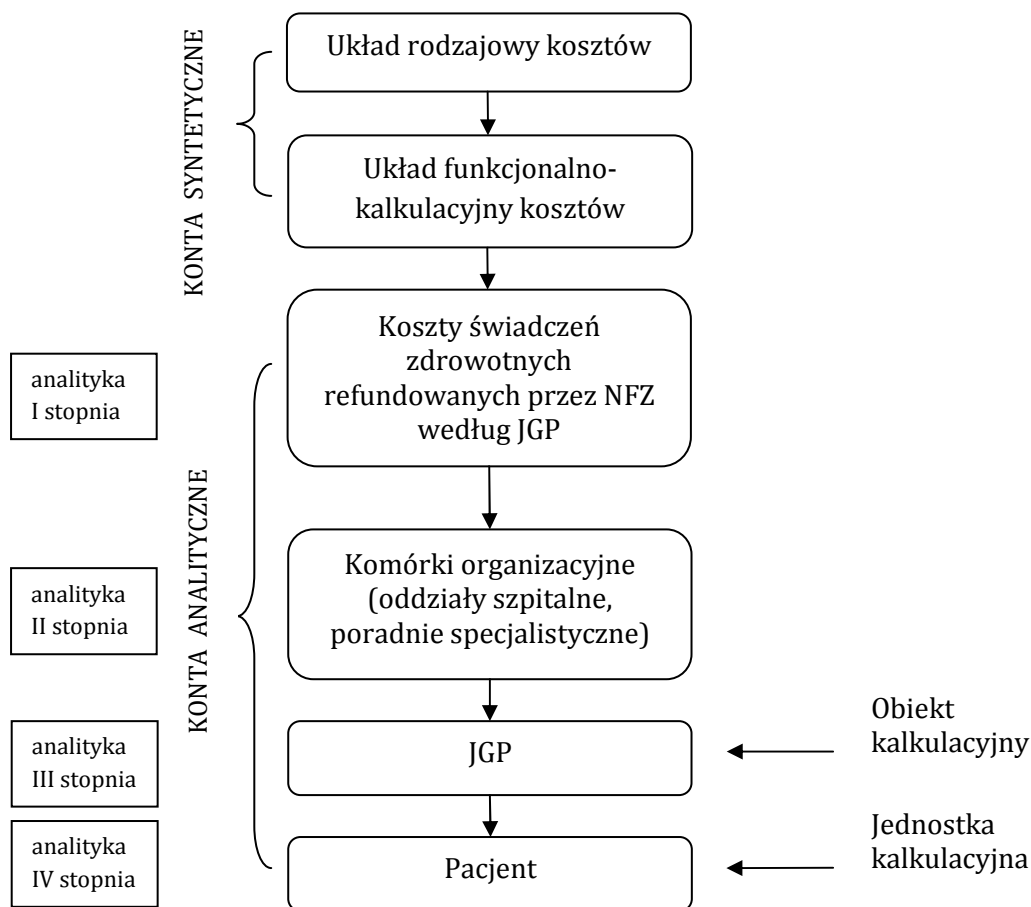 KONTA SYNTETYCZNE
Układ rodzajowy kosztów
Układ funkcjonalno-
kalkulacyjny kosztów
KONTA ANALITYCZNE
analityka
I stopnia
Koszty świadczeń
zdrowotnych
refundowanych przez NFZ
według JGP
analityka
II stopnia
Komórki organizacyjne
(oddziały szpitalne,
poradnie specjalistyczne)
analityka
III stopnia
JGP
Obiekt
kalkulacyjny
analityka
IV stopnia
Pacjent
Jednostka
kalkulacyjna